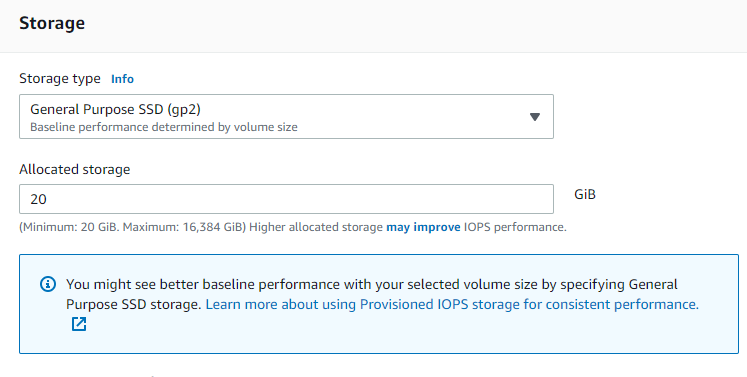 Storage
Storage type Info
General Purpose SSD (gp2)
Baseline performance determined by volume size
Allocated storage
20 GiB
(Minimum: 20 GiB. Maximum: 16,384 GiB) Higher allocated storage may improve IOPS performance.
You might see better baseline performance with your selected volume size by specifying General
Purpose SSD storage. Learn more about using Provisioned IOPS storage for consistent performance.